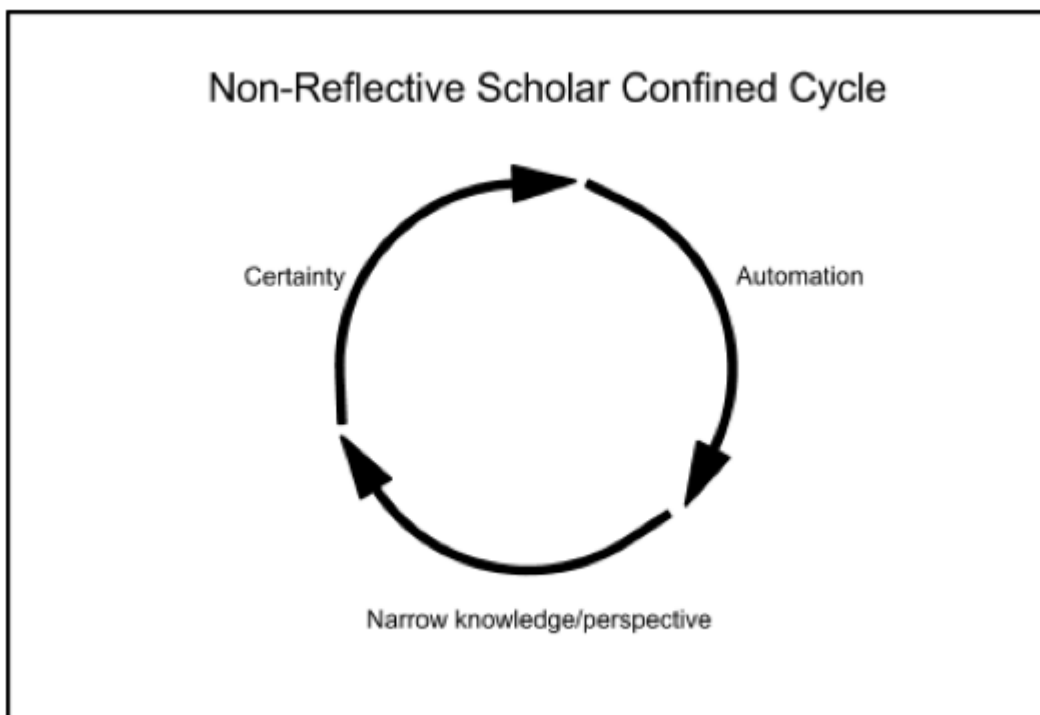 Non-Reflective Scholar Confined Cycle
Certainty
Automation
Narrow knowledge/perspective